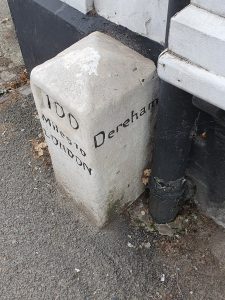 100
Miles to
LONDON
Dereham